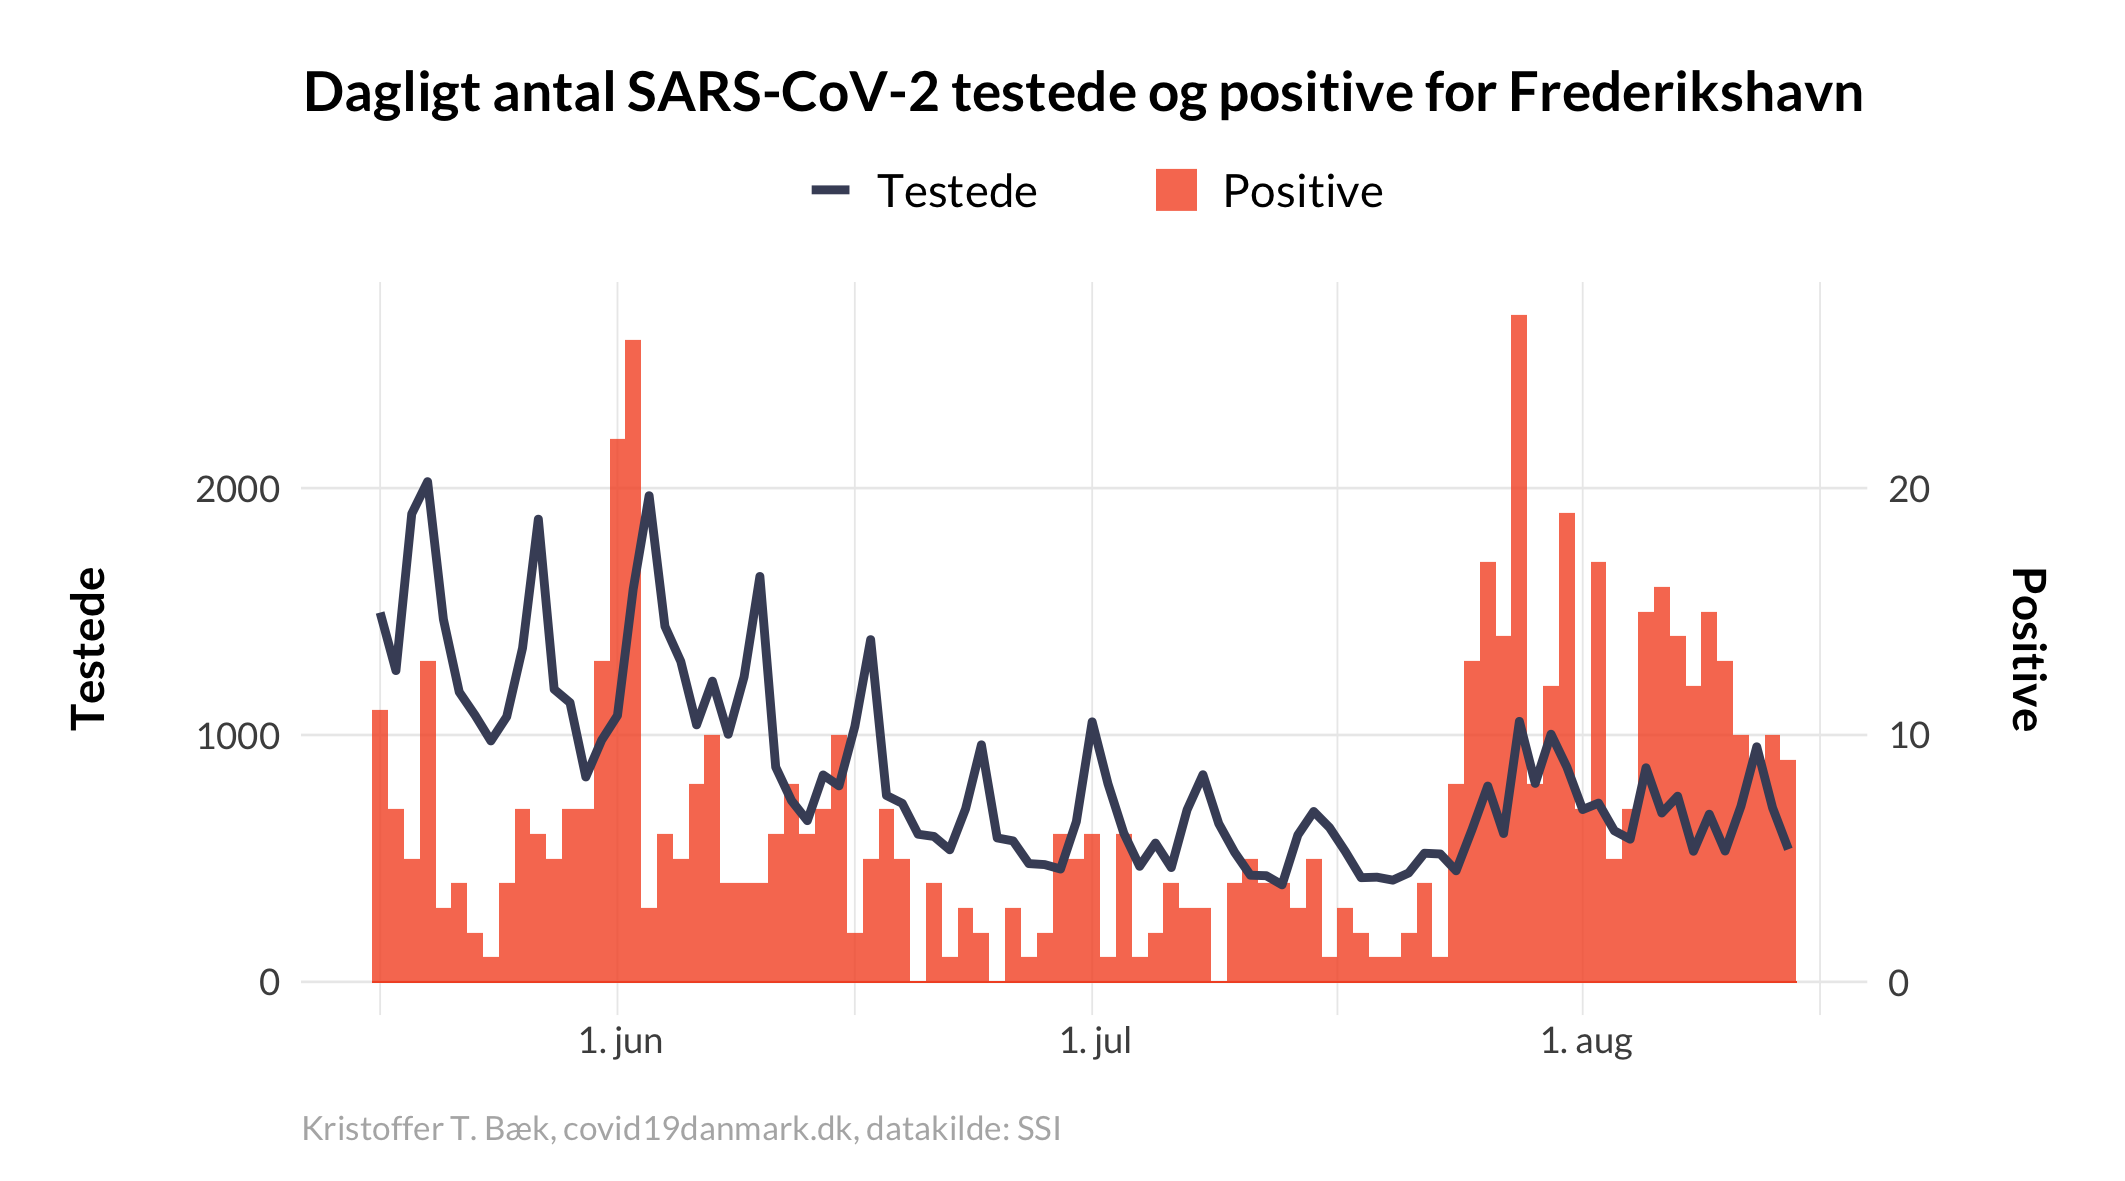 Dagligt antal SARS-CoV-2 testede og positive for Frederikshavn
Testede
Positive
Testede
2000
1000
0
20
10
0
Positive
1. jun
1. jul
1. aug
Kristoffer T. Bæk, covid19danmark.dk, datakilde: SSI